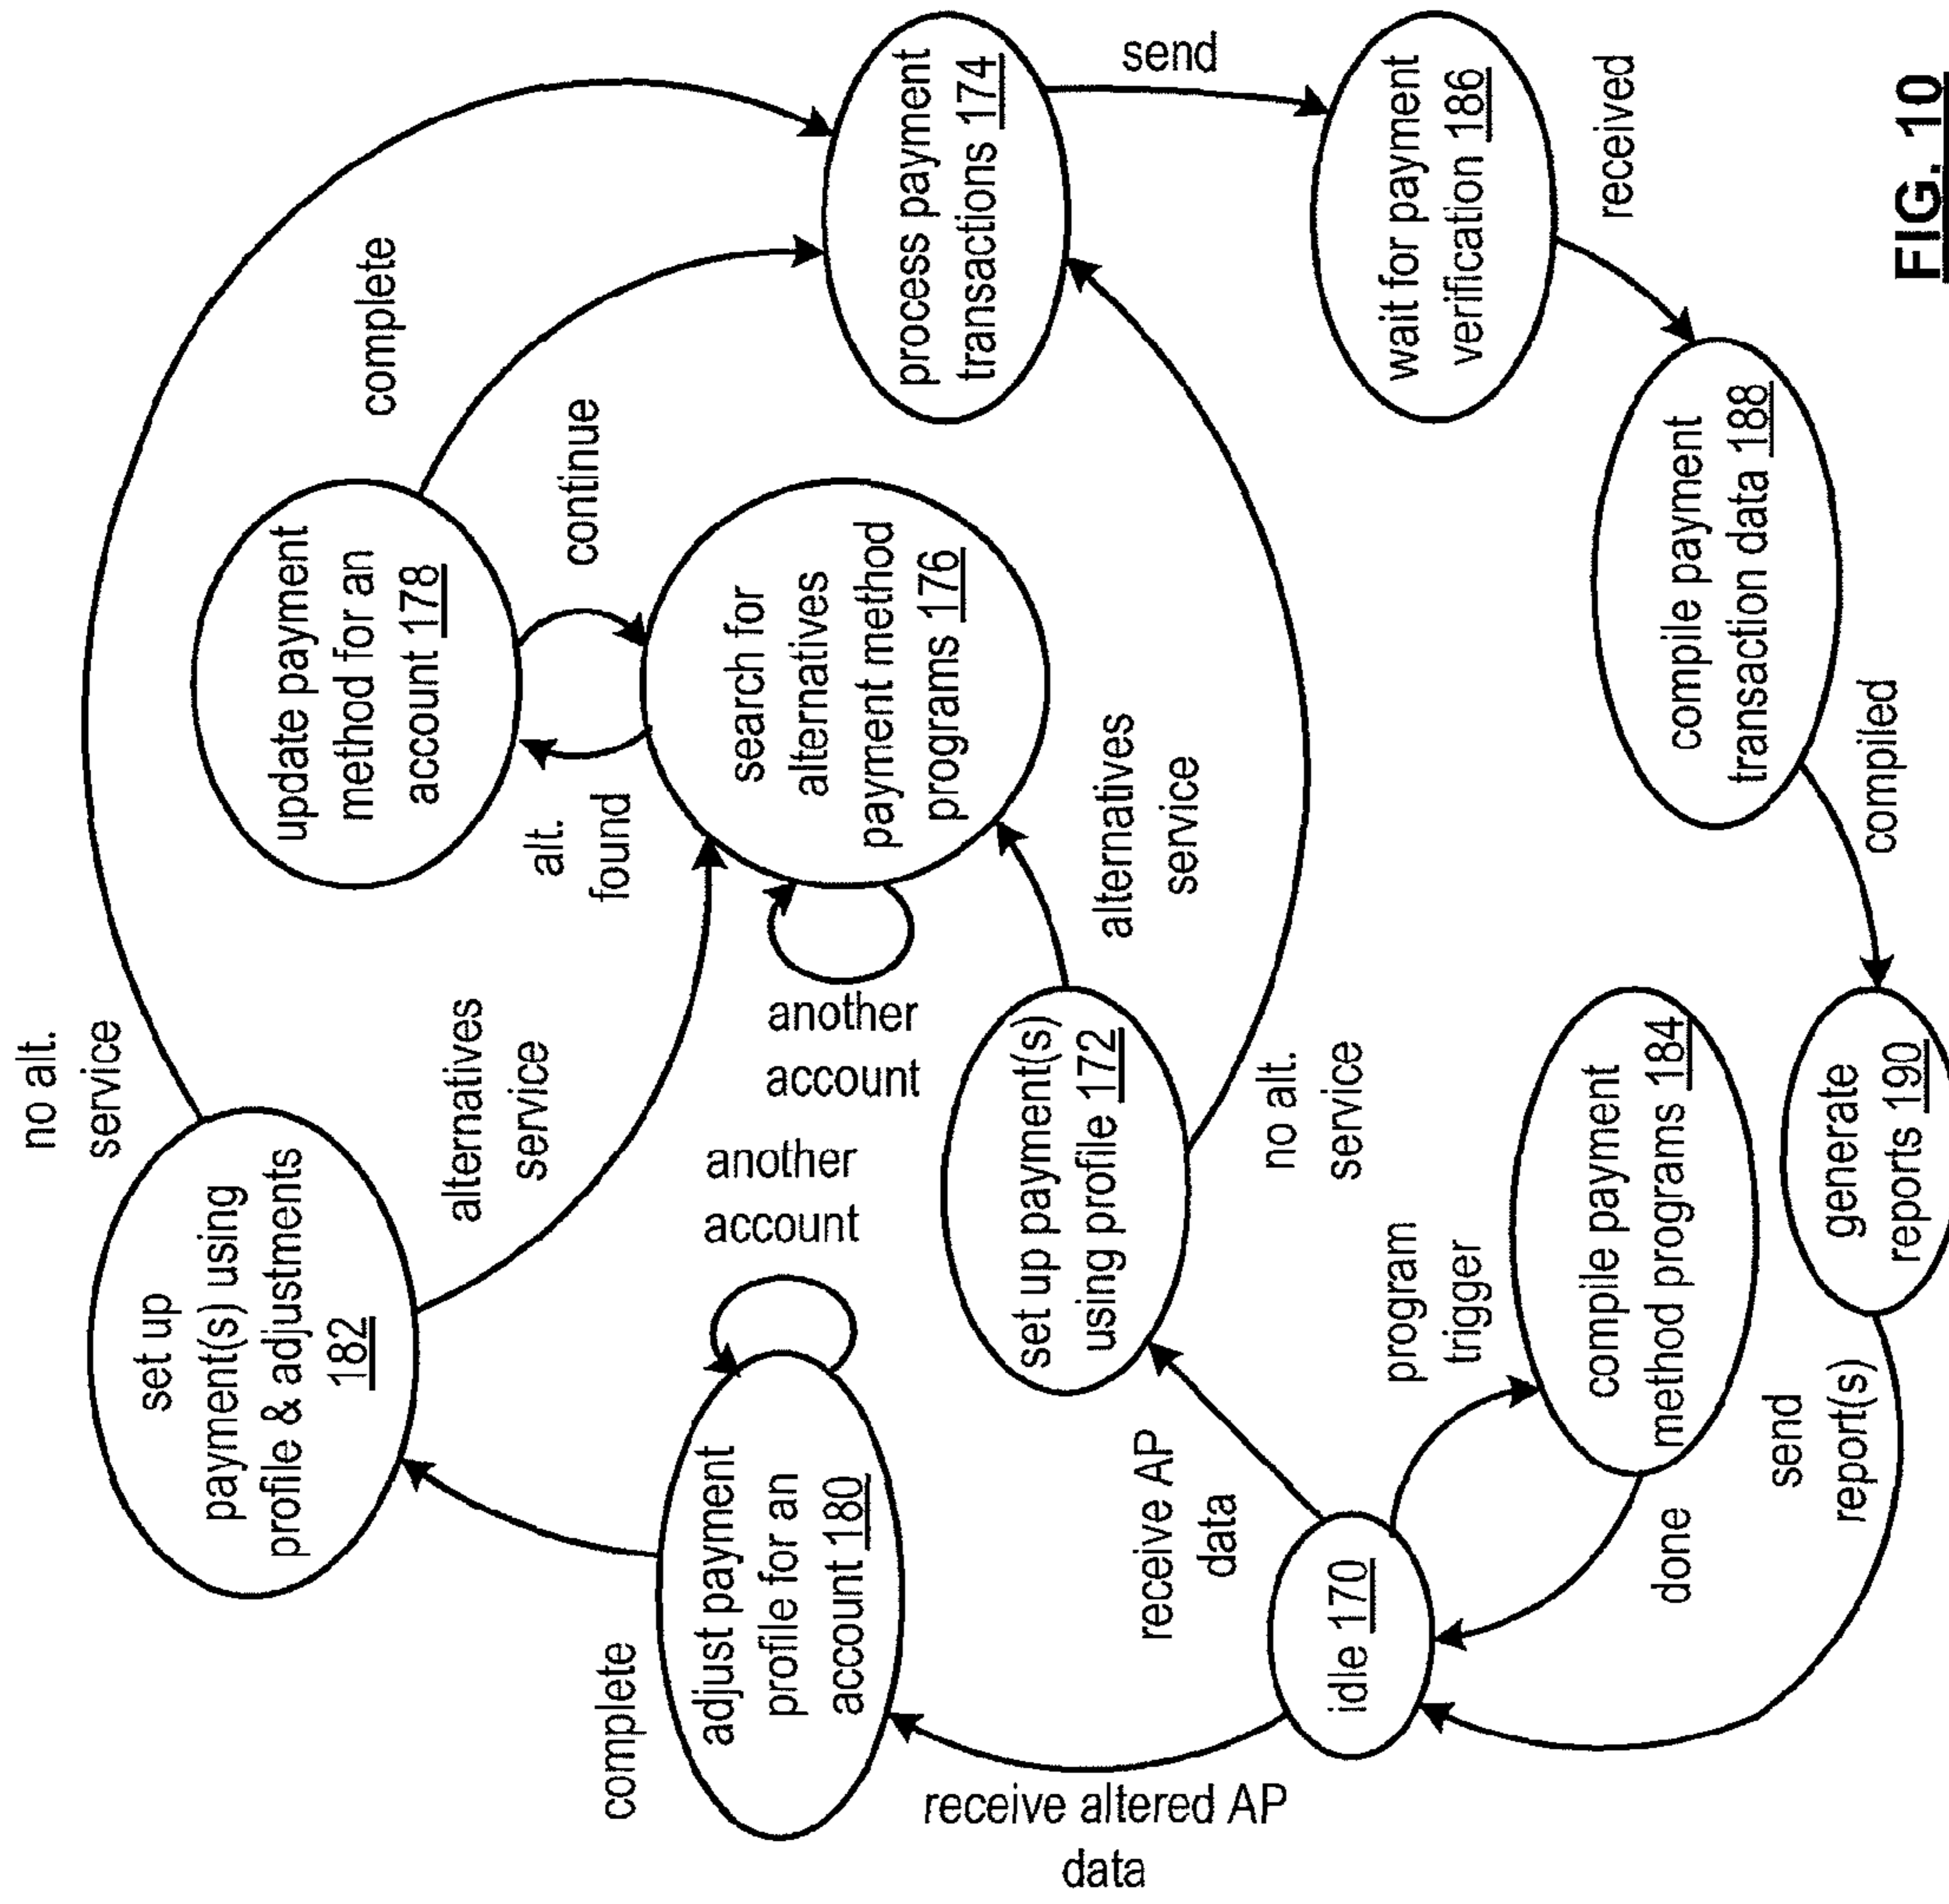 no alt.
service
set up
payment(s) using
profile & adjustments
182
alternatives
service
complete
adjust payment
profile for an
account 180
another
account
another
account
update payment
method for an
account 178
complete
alt.
found
continue
search for
alternatives
payment method
programs 176
process payment
transactions 174
send
set up payment(s)
using profile 172
alternatives
service
no alt.
service
receive altered AP
data
receive AP
data
idle 170
program
trigger
compile payment
method programs 184
done
wait for payment
verification 186
received
compile payment
transaction data 188
compiled
generate
reports 190
send
report(s)
FIG. 10